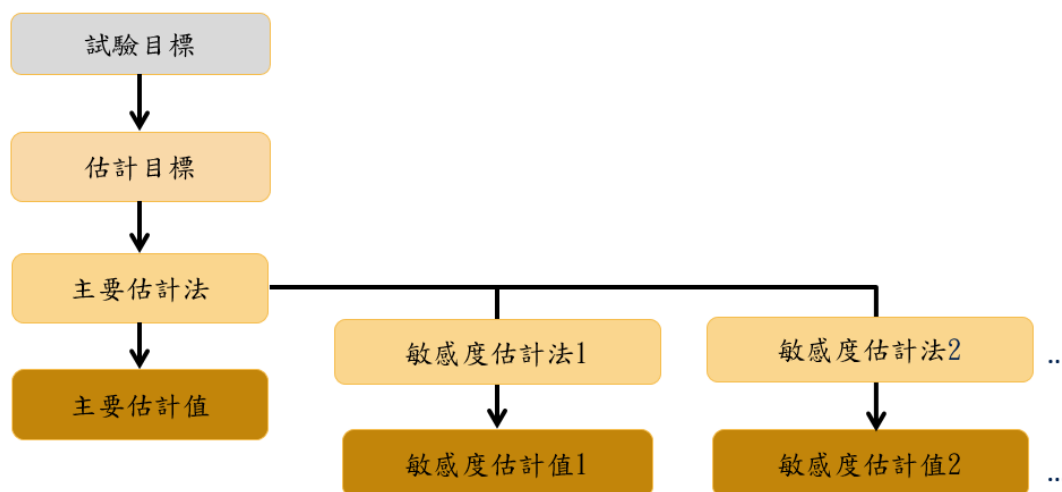 試驗目標
估計目標
主要估計法
主要估計值
敏感度估計法1
敏感度估計值1
敏感度估計法2
敏感度估計值2
..
..